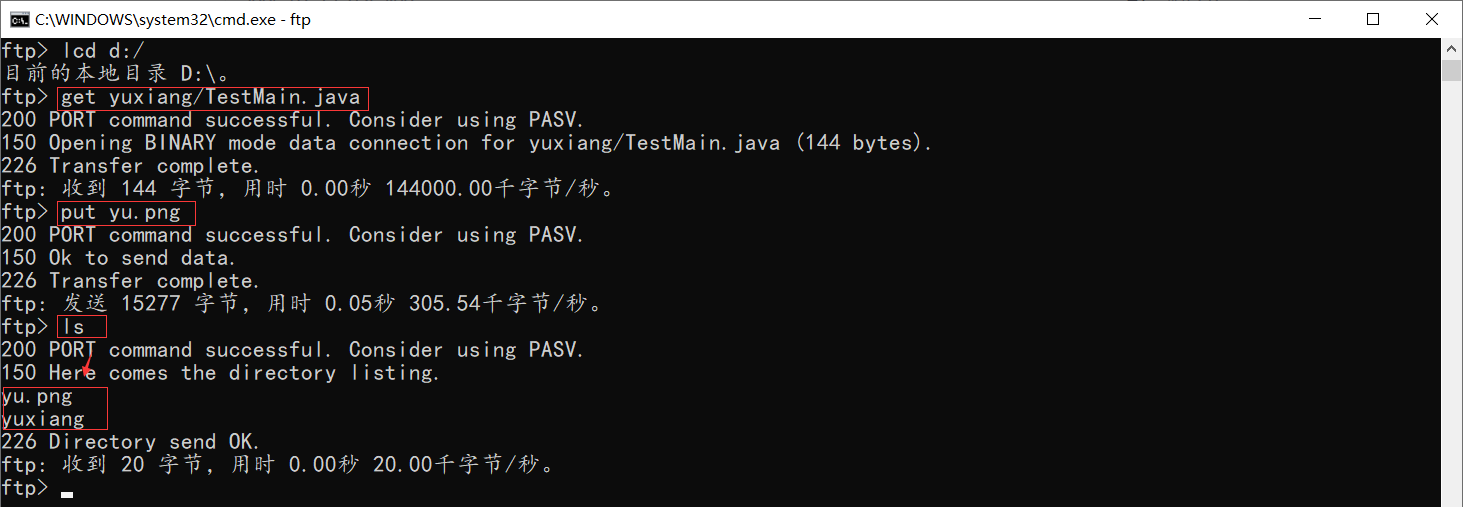 C:\WINDOWS\system32\cmd.exe - ftp
ftp> lcd d:/
目前的本地目录 D:\。
ftp> get yuxiang/TestMain.java
200 PORT command successful. Consider using PASV.
150 Opening BINARY mode data connection for yuxiang/TestMain.java (144 bytes).
226 Transfer complete.
ftp: 收到 144 字节，用时 0.00秒 144000.00千字节/秒。
ftp> put yu.png
200 PORT command successful. Consider using PASV.
150 Ok to send data.
226 Transfer complete.
ftp: 发送 15277 字节，用时 0.05秒 305.54千字节/秒。
ftp> ls
200 PORT command successful. Consider using PASV.
150 Here comes the directory listing.
yu.png
yuxiang
226 Directory send OK.
ftp: 收到 20 字节，用时 0.00秒 20.00千字节/秒。
ftp>